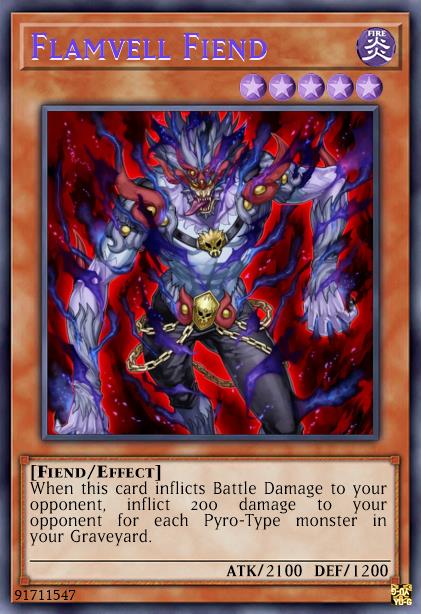 Flamvell Fiend
FIRE
炎
[Fiend/Effect]
When this card inflicts Battle Damage to your
opponent, inflict 200 damage to your
opponent for each Pyro-Type monster in
your Graveyard.
ATK/2100 DEF/1200
91711547